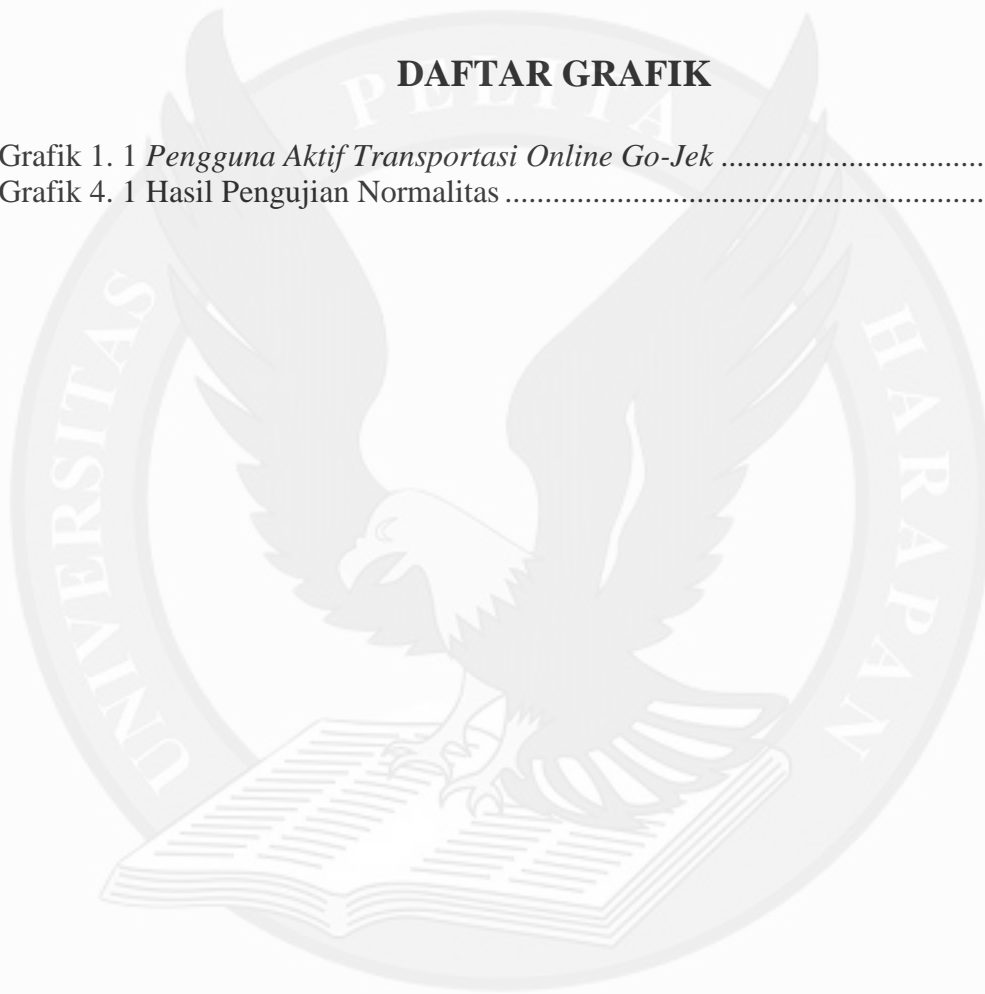 DAFTAR GRAFIK
Grafik 1. 1 Pengguna Aktif Transportasi Online Go-Jek ..................................
Grafik 4. 1 Hasil Pengujian Normalitas .............................................................
UNIVERSITAS PELITA HARAPAN